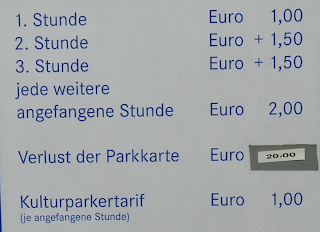 1. Stunde Euro 1,00
2. Stunde Euro + 1,50
3. Stunde Euro + 1,50
jede weitere
angefangene Stunde Euro 2,00
Verlust der Parkkarte Euro 20.00
Kulturparkertarif Euro 1,00
(je angefangene Stunde)